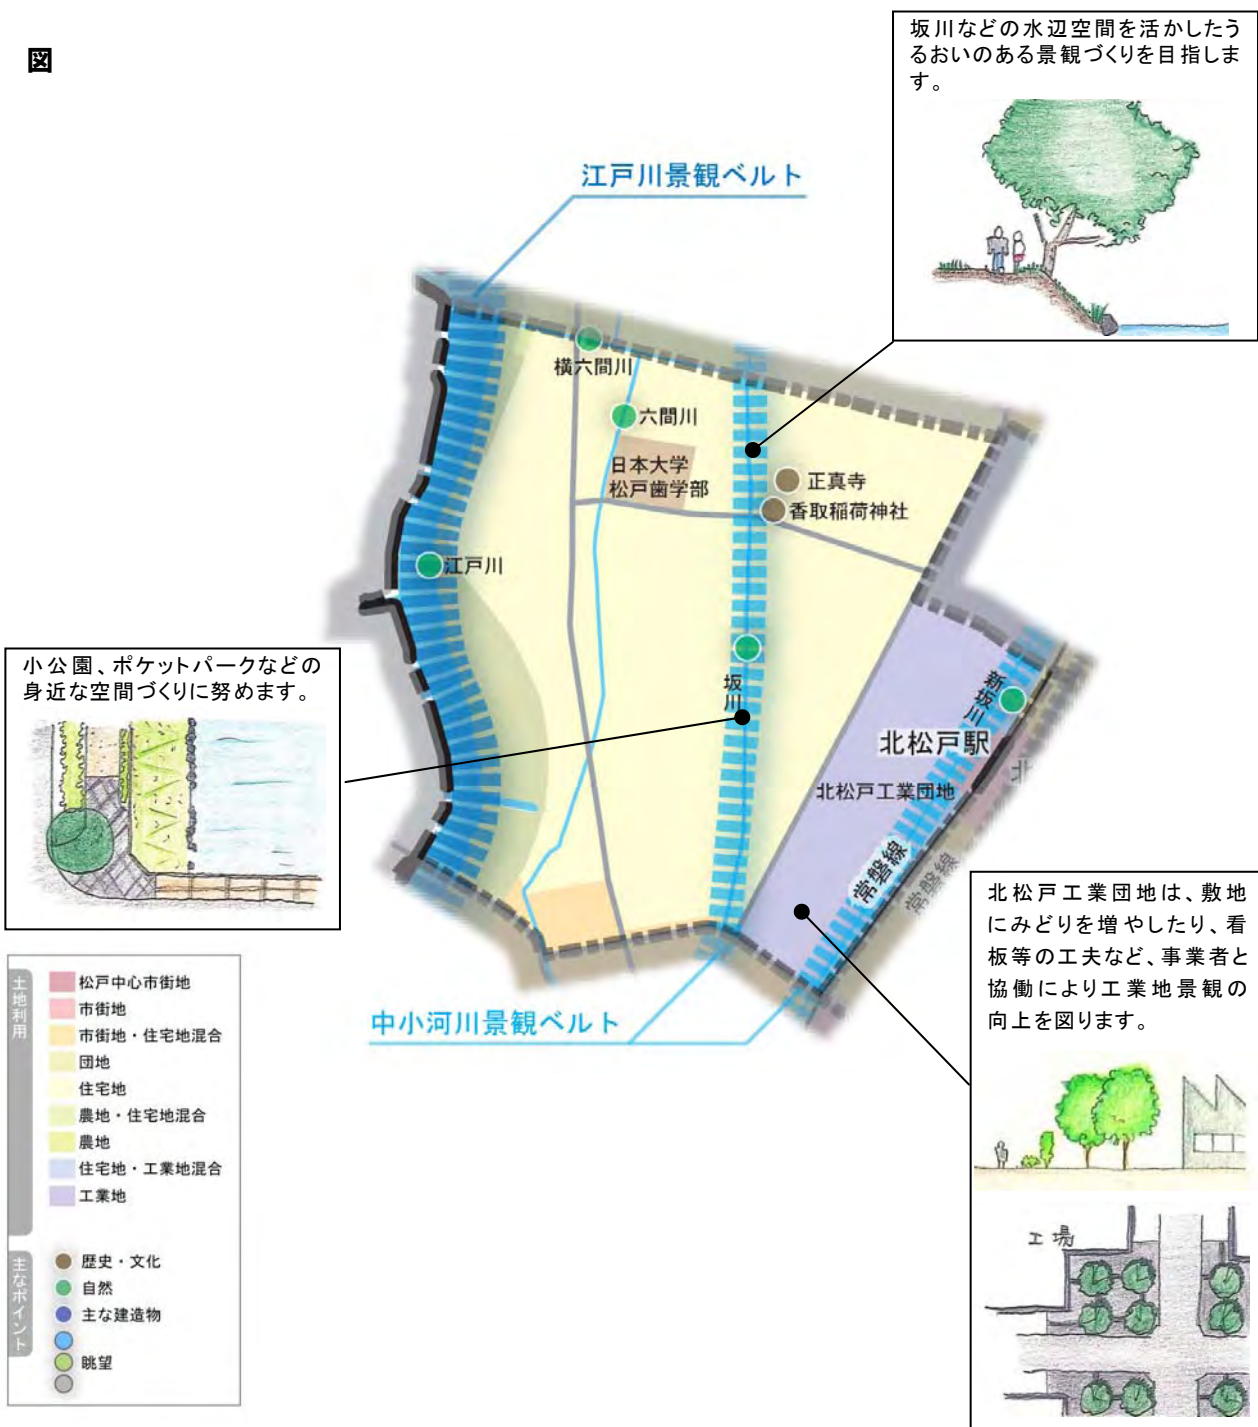 図
坂川などの水辺空間を活かしたう
るおいのある景観づくりを目指しま
す。
江戸川景観ベルト
横六間川
六間川
日本大学
松戸歯学部
正真寺
香取稲荷神社
江戸川
小公園、ポケットパークなどの
身近な空間づくりに努めます。
坂川
新坂川
北松戸駅
北松戸工業団地
常磐線
常磐線
中小河川景観ベルト
北松戸工業団地は、敷地
にみどりを増やしたり、看
板等の工夫など、事業者と
協働により工業地景観の
向上を図ります。
工場
土地利用
松戸中心市街地
市街地
市街地・住宅地混合
団地
住宅地
農地・住宅地混合
農地
住宅地・工業地混合
工業地
主なポイント
歴史・文化
自然
主な建造物
眺望